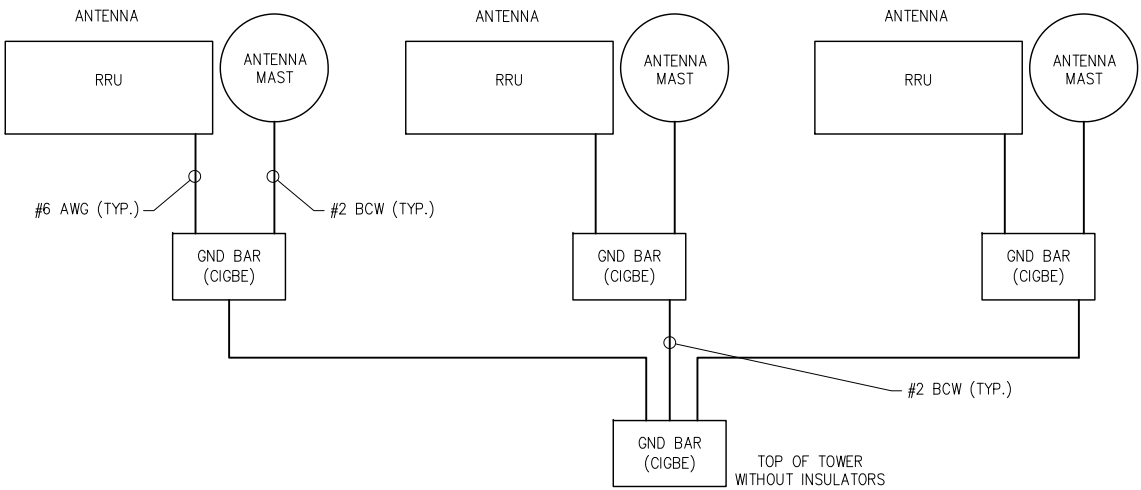 ANTENNA
ANTENNA
ANTENNA
RRU
ANTENNA
MAST
RRU
ANTENNA
MAST
RRU
ANTENNA
MAST
#6 AWG (TYP.)
#2 BCW (TYP.)
GND BAR
(CIGBE)
GND BAR
(CIGBE)
GND BAR
(CIGBE)
#2 BCW (TYP.)
GND BAR
(CIGBE)
TOP OF TOWER
WITHOUT INSULATORS